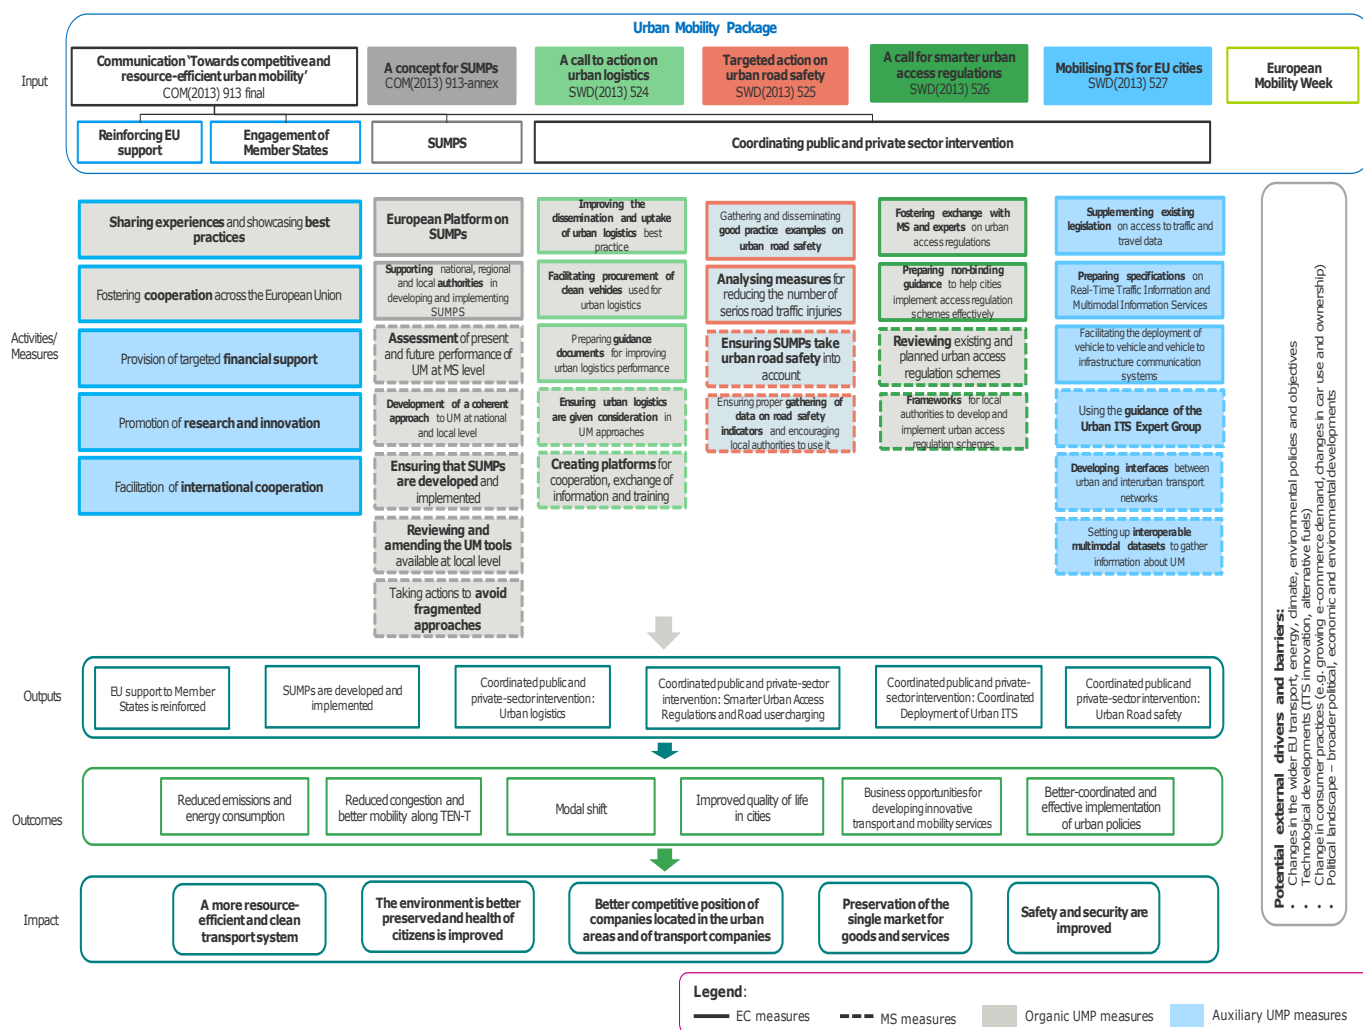 Urban Mobility Package
Input
Communication ‘Towards competitive and
resource-efficient urban mobility’
COM(2013) 913 final
A concept for SUMPs
COM(2013) 913-annex
A call to action on
urban logistics
SWD(2013) 524
Targeted action on
urban road safety
SWD(2013) 525
A call for smarter urban
access regulations
SWD(2013) 526
Mobilising ITS for EU cities
SWD(2013) 527
European
Mobility Week
Reinforcing EU
support
Engagement of
Member States
SUMPS
Coordinating public and private sector intervention
Activities/
Measures
Sharing experiences and showcasing best
practices
Fostering cooperation across the European Union
Provision of targeted financial support
Promotion of research and innovation
Facilitation of international cooperation
European Platform on
SUMPs
Supporting national, regional
and local authorities in
developing and implementing
SUMPS
Assessment of present
and future performance of
UM at MS level
Development of a coherent
approach to UM at national
and local level
Ensuring that SUMPs
are developed and
implemented
Reviewing and
amending the UM tools
available at local level
Taking actions to avoid
fragmented
approaches
Improving the
dissemination and uptake
of urban logistics best
practice
Facilitating procurement of
clean vehicles used for
urban logistics
Preparing guidance
documents for improving
urban logistics performance
Ensuring urban logistics
are given consideration in
UM approaches
Creating platforms for
cooperation, exchange of
information and training
Gathering and disseminating
good practice examples on
urban road safety
Analysing measures for
reducing the number of
serios road traffic injuries
Ensuring SUMPs take
urban road safety into
account
Ensuring proper gathering of
data on road safety
indicators and encouraging
local authorities to use it
Fostering exchange with
MS and experts on urban
access regulations
Preparing non-binding
guidance to help cities
implement access regulation
schemes effectively
Reviewing existing and
planned urban access
regulation schemes
Frameworks for local
authorities to develop and
implement urban access
regulation schemes
Supplementing existing
legislation on access to traffic and
travel data
Preparing specifications on
Real-Time Traffic Information and
Multimodal Information Services
Facilitating the deployment of
vehicle to vehicle and vehicle to
infrastructure communication
systems
Using the guidance of the
Urban ITS Expert Group
Developing interfaces between
urban and interurban transport
networks
Setting up interoperable
multimodal datasets to gather
information about UM
Potential external drivers and barriers:
• Changes in the wider EU transport, energy, climate, environmental policies and objectives
• Technological developments (ITS innovation, alternative fuels)
• Change in consumer practices (e.g. growing e-commerce demand, changes in car use and ownership)
• Political landscape – broader political, economic and environmental developments
Outputs
EU support to Member
States is reinforced
SUMPs are developed and
implemented
Coordinated public and
private-sector intervention:
Urban logistics
Coordinated public and private-sector
intervention: Smarter Urban Access
Regulations and Road user charging
Coordinated public and private-
sector intervention: Coordinated
Deployment of Urban ITS
Coordinated public and
private-sector intervention:
Urban Road safety
Outcomes
Reduced emissions and
energy consumption
Reduced congestion and
better mobility along TEN-T
Modal shift
Improved quality of life
in cities
Business opportunities for
developing innovative
transport and mobility services
Better-coordinated and
effective implementation
of urban policies
Impact
A more resource-
efficient and clean
transport system
The environment is better
preserved and health of
citizens is improved
Better competitive position of
companies located in the urban
areas and of transport companies
Preservation of the
single market for
goods and services
Safety and security are
improved
Legend:
EC measures
MS measures
Organic UMP measures
Auxiliary UMP measures